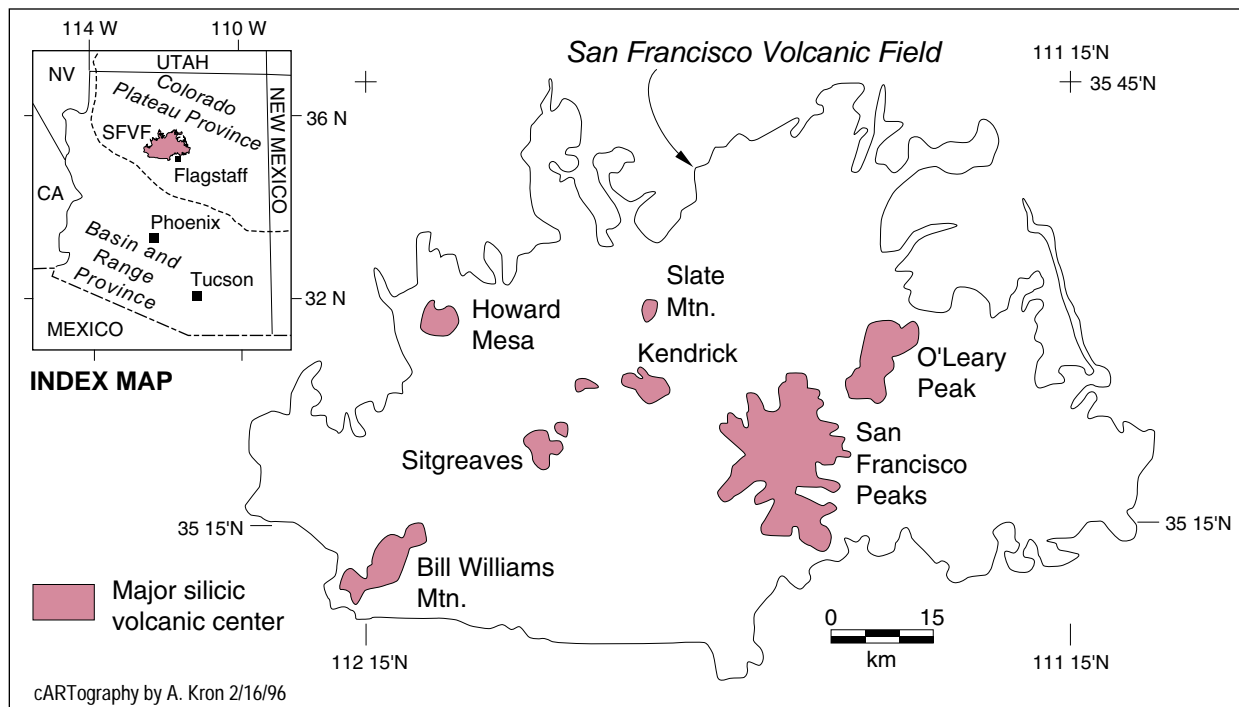 114 W
110 W
UTAH
NV
Colorado
Plateau Province
36 N
SFVF
NEW MEXICO
Flagstaff
CA
Phoenix
Basin and
Range
Province
Tucson
32 N
MEXICO
INDEX MAP
San Francisco Volcanic Field
111 15'N
35 45'N
Howard
Mesa
Slate
Mtn.
Kendrick
O'Leary
Peak
Sitgreaves
San
Francisco
Peaks
35 15'N
35 15'N
Bill Williams
Mtn.
Major silicic
volcanic center
0 15
km
112 15'N
111 15'N
cARTography by A. Kron 2/16/96